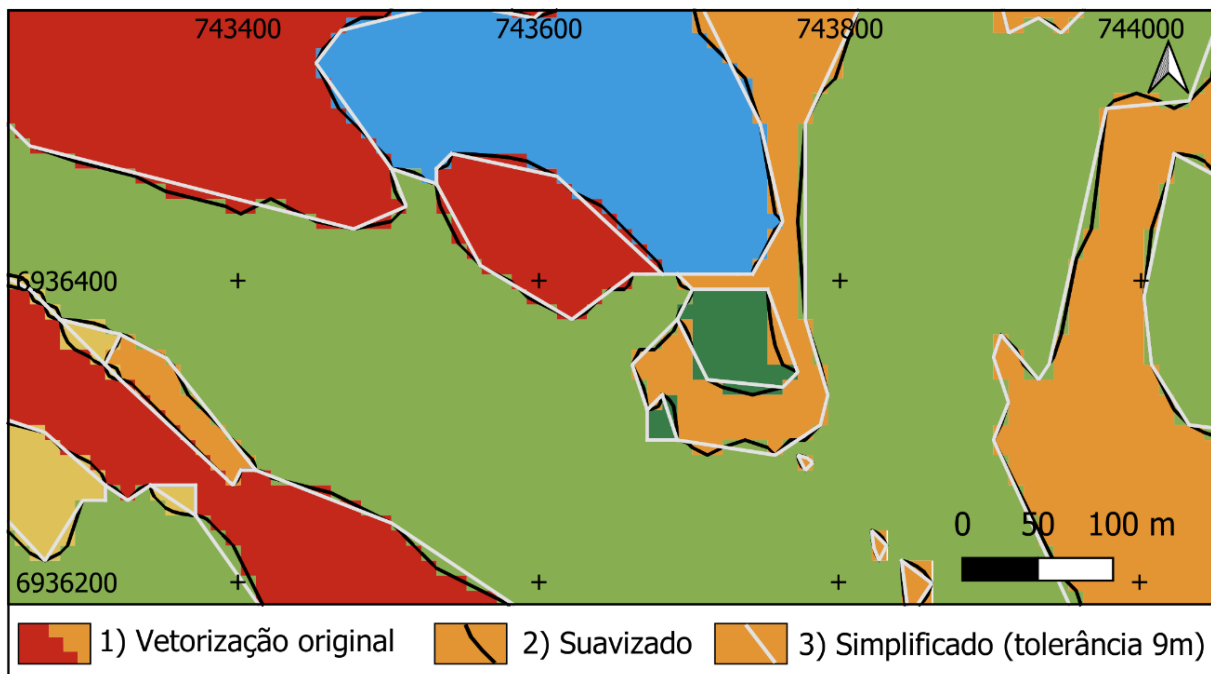 743400 743600 743800 744000
6936400
0 50 100 m
6936200
1) Vetorização original 2) Suavizado 3) Simplificado (tolerância 9m)